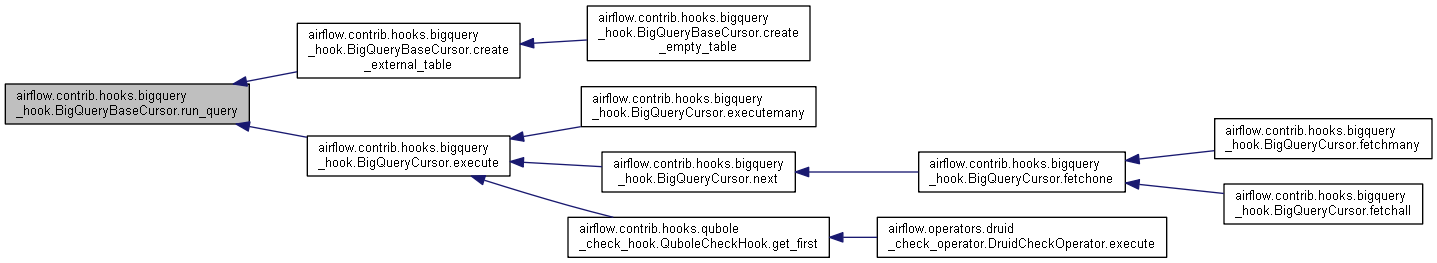 airflow.contrib.hooks.bigquery
_hook.BigQueryBaseCursor.run_query
airflow.contrib.hooks.bigquery
_hook.BigQueryBaseCursor.create
_external_table
airflow.contrib.hooks.bigquery
_hook.BigQueryBaseCursor.create
_empty_table
airflow.contrib.hooks.bigquery
_hook.BigQueryCursor.execute
airflow.contrib.hooks.bigquery
_hook.BigQueryCursor.executemany
airflow.contrib.hooks.bigquery
_hook.BigQueryCursor.next
airflow.contrib.hooks.bigquery
_hook.BigQueryCursor.fetchone
airflow.contrib.hooks.bigquery
_hook.BigQueryCursor.fetchmany
airflow.contrib.hooks.bigquery
_hook.BigQueryCursor.fetchall
airflow.contrib.hooks.qubole
_check_hook.QuboleCheckHook.get_first
airflow.operators.druid
_check_operator.DruidCheckOperator.execute